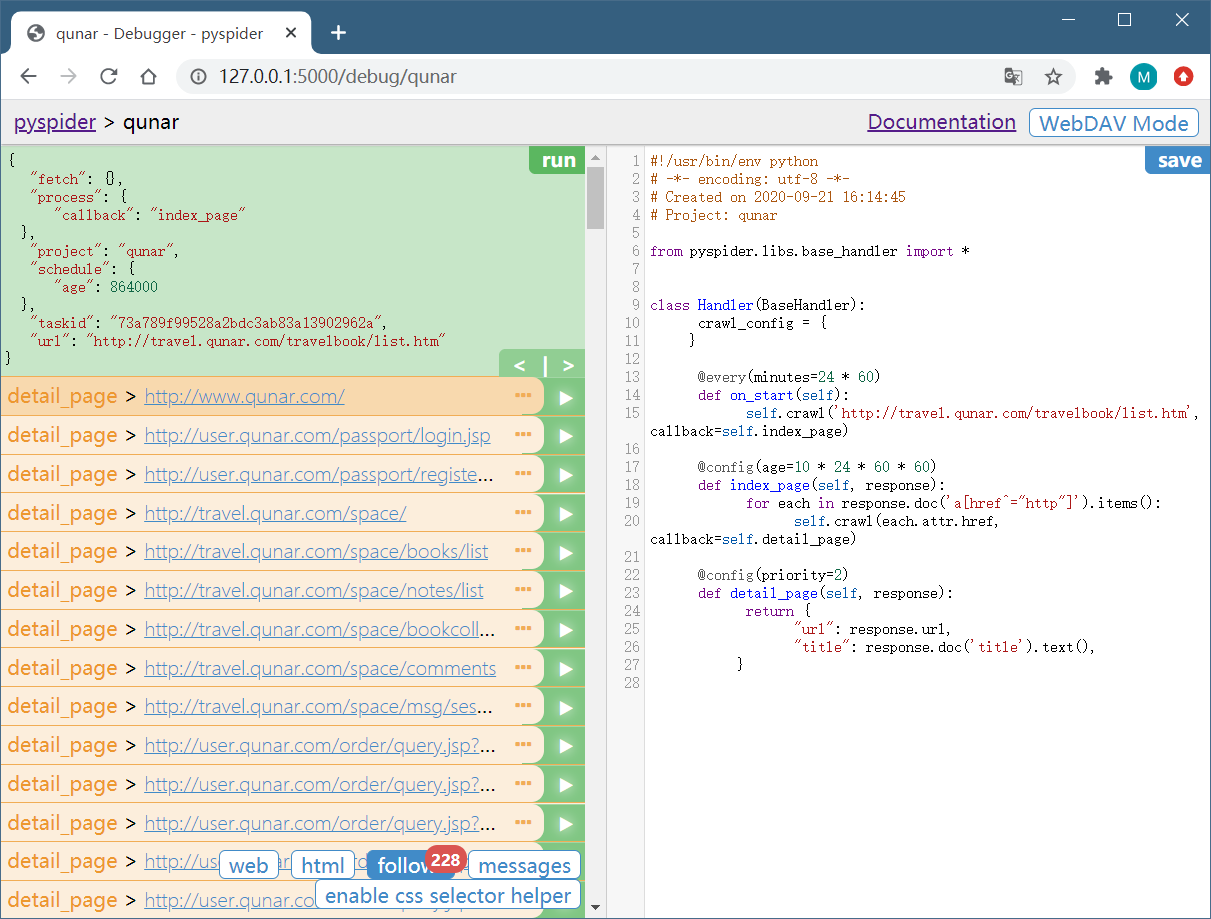 qunar - Debugger - pyspider
127.0.0.1:5000/debug/qunar
M
pyspider > qunar
Documentation
WebDAV Mode
run
{
"fetch": {},
"process": {
"callback": "index_page"
},
"project": "qunar",
"schedule": {
"age": 864000
},
"taskid": "73a789f99528a2bdc3ab83a13902962a",
"url": "http://travel.qunar.com/travelbook/list.htm"
}
< | >
detail_page > http://www.qunar.com/
detail_page > http://user.qunar.com/passport/login.jsp
detail_page > http://user.qunar.com/passport/registe...
detail_page > http://travel.qunar.com/space/
detail_page > http://travel.qunar.com/space/books/list
detail_page > http://travel.qunar.com/space/notes/list
detail_page > http://travel.qunar.com/space/bookcoll...
detail_page > http://travel.qunar.com/space/comments
detail_page > http://travel.qunar.com/space/msg/ses...
detail_page > http://user.qunar.com/order/query.jsp?...
detail_page > http://user.qunar.com/order/query.jsp?...
detail_page > http://user.qunar.com/order/query.jsp?...
detail_page > http://us
web
html
follow
228
messages
detail_page > http://user.qunar.co
enable css selector helper
save
1 #!/usr/bin/env python
2 # -*- encoding: utf-8 -*-
3 # Created on 2020-09-21 16:14:45
4 # Project: qunar
5
6 from pyspider.libs.base_handler import *
7
8
9 class Handler(BaseHandler):
10 crawl_config = {
11 }
12
13 @every(minutes=24 * 60)
14 def on_start(self):
15 self.crawl('http://travel.qunar.com/travelbook/list.htm',
callback=self.index_page)
16
17 @config(age=10 * 24 * 60 * 60)
18 def index_page(self, response):
19 for each in response.doc('a[href^="http"]').items():
20 self.crawl(each.attr.href,
callback=self.detail_page)
21
22 @config(priority=2)
23 def detail_page(self, response):
24 return {
25 "url": response.url,
26 "title": response.doc('title').text(),
27 }
28